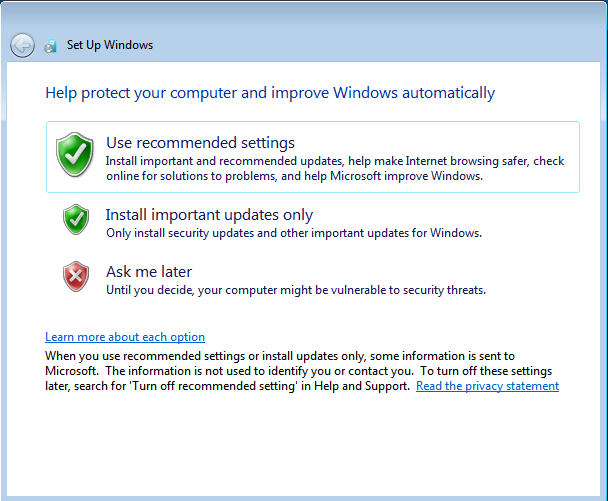 Set Up Windows
Help protect your computer and improve Windows automatically
Use recommended settings
Install important and recommended updates, help make Internet browsing safer, check
online for solutions to problems, and help Microsoft improve Windows.
Install important updates only
Only install security updates and other important updates for Windows.
Ask me later
Until you decide, your computer might be vulnerable to security threats.
Learn more about each option
When you use recommended settings or install updates only, some information is sent to
Microsoft.  The information is not used to identify you or contact you.  To turn off these settings
later, search for 'Turn off recommended setting' in Help and Support.  Read the privacy statement